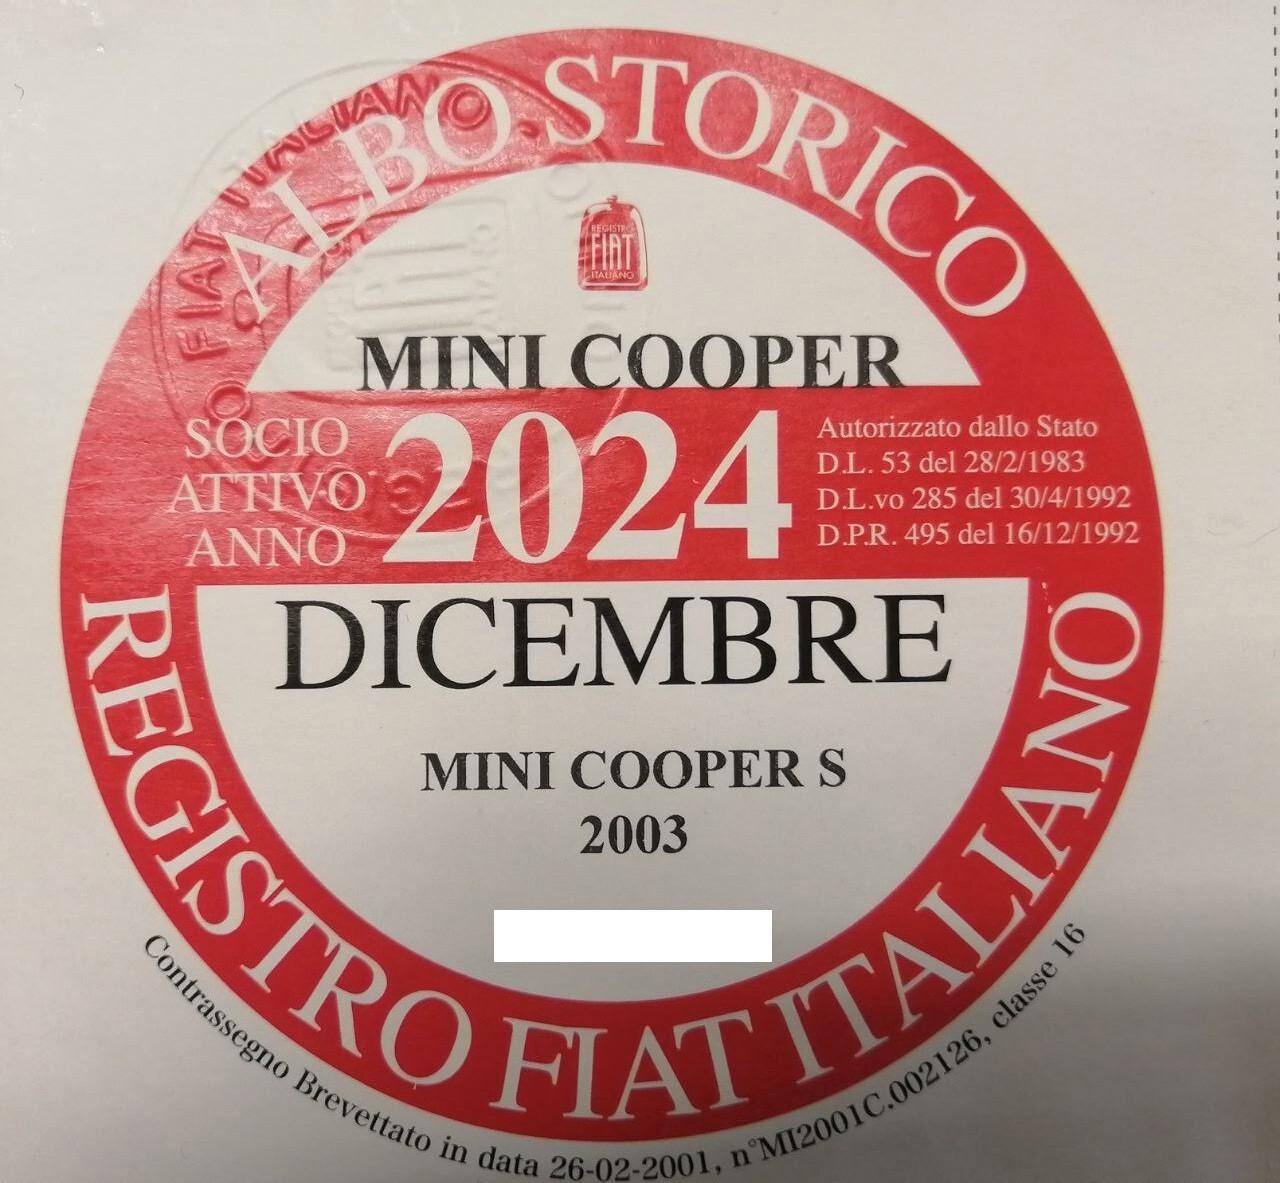 ALBO STORICO
REGISTRO
FIAT
ITALIANO
MINI COOPER
SOCIO
ATTIVO
ANNO
2024
Autorizzato dallo Stato
D.L. 53 del 28/2/1983
D.L.vo 285 del 30/4/1992
D.P.R. 495 del 16/12/1992
DICEMBRE
MINI COOPER S
2003
REGISTRO FIAT ITALIANO
Contrassegno Brevettato in data 26-02-2001, n°MI2001C.002126, classe 16